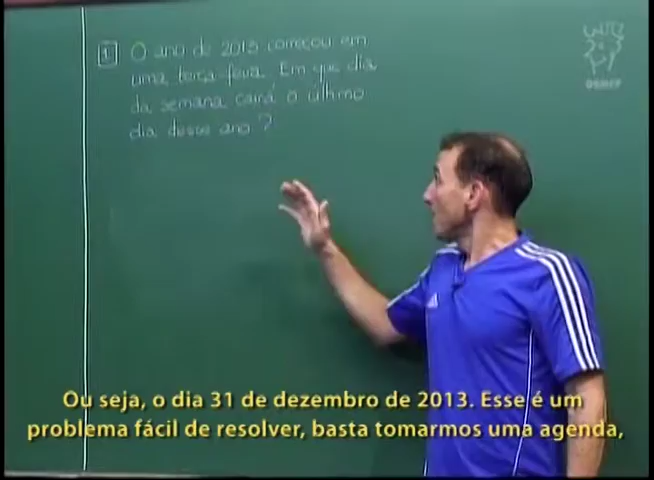 1 O ano de 2013 começou em
uma terça-feira. Em que dia
da semana cairá o último
dia desse ano?
OBMEP
Ou seja, o dia 31 de dezembro de 2013. Esse é um
problema fácil de resolver, basta tomarmos uma agenda,